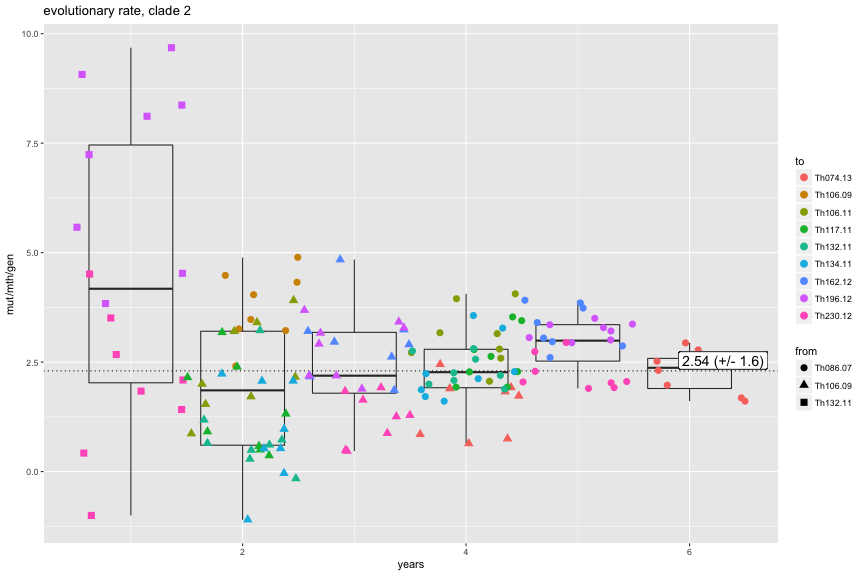 evolutionary rate, clade 2
mut/mth/gen
10.0
7.5
5.0
2.5
0.0
2.54 (+/- 1.6)
2
4
6
years
to
Th074.13
Th106.09
Th106.11
Th117.11
Th132.11
Th134.11
Th162.12
Th196.12
Th230.12
from
Th086.07
Th106.09
Th132.11